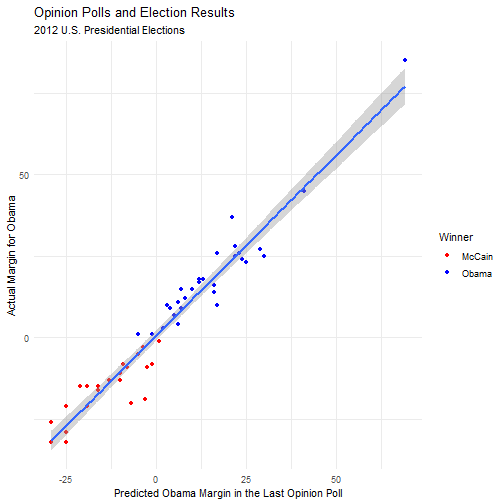 Opinion Polls and Election Results
2012 U.S. Presidential Elections
Actual Margin for Obama
50
0
-25
0
25
50
Predicted Obama Margin in the Last Opinion Poll
Winner
McCain
Obama